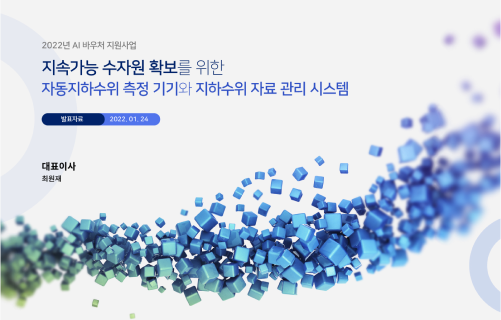 2022년 AI 바우처 지원사업
지속가능 수자원 확보를 위한
자동지하수위 측정 기기와 지하수위 자료 관리 시스템
발표자료 2022. 01. 24
대표이사
최원재